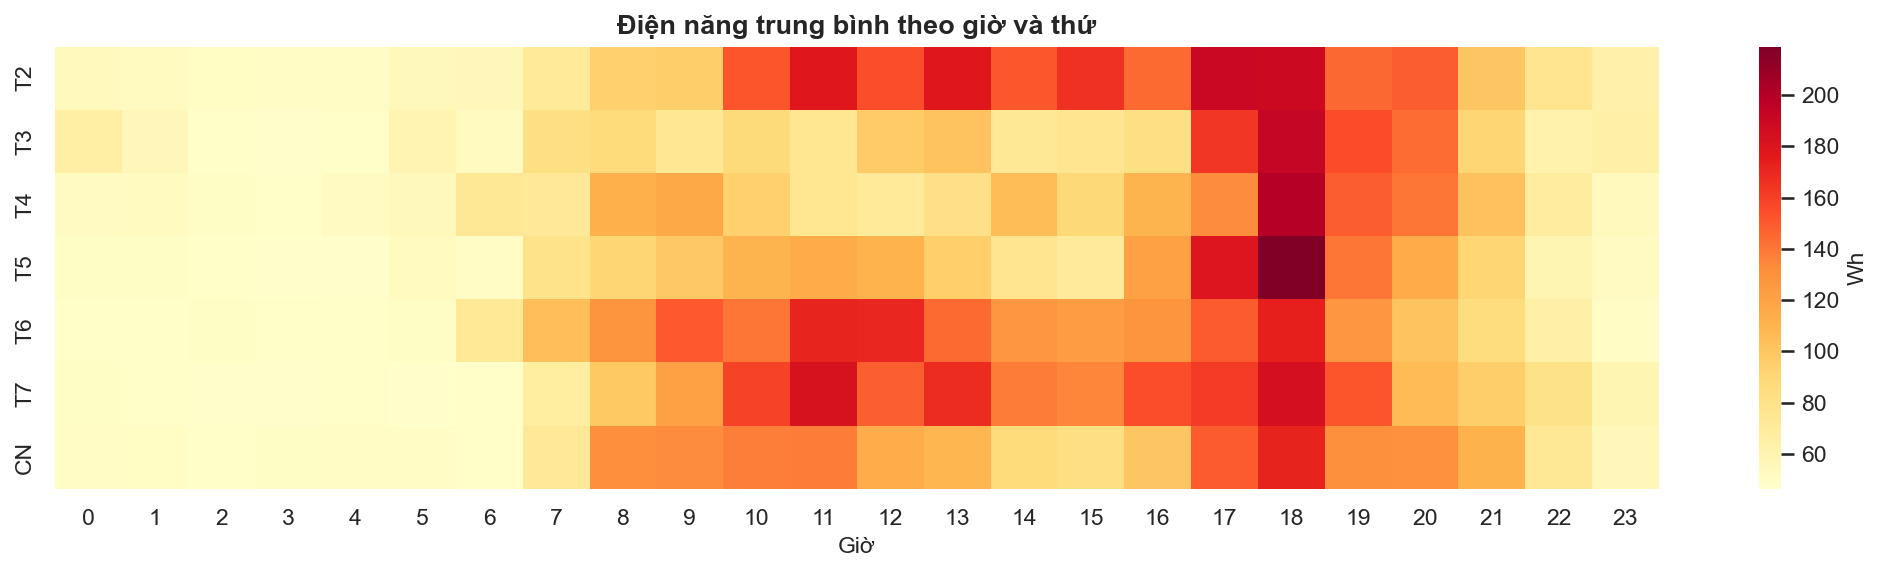 Điện năng trung bình theo giờ và thứ
T2
T3
T4
T5
T6
T7
CN
0 1 2 3 4 5 6 7 8 9 10 11 12 13 14 15 16 17 18 19 20 21 22 23
Giờ
200
180
160
140
120
100
80
60
Wh